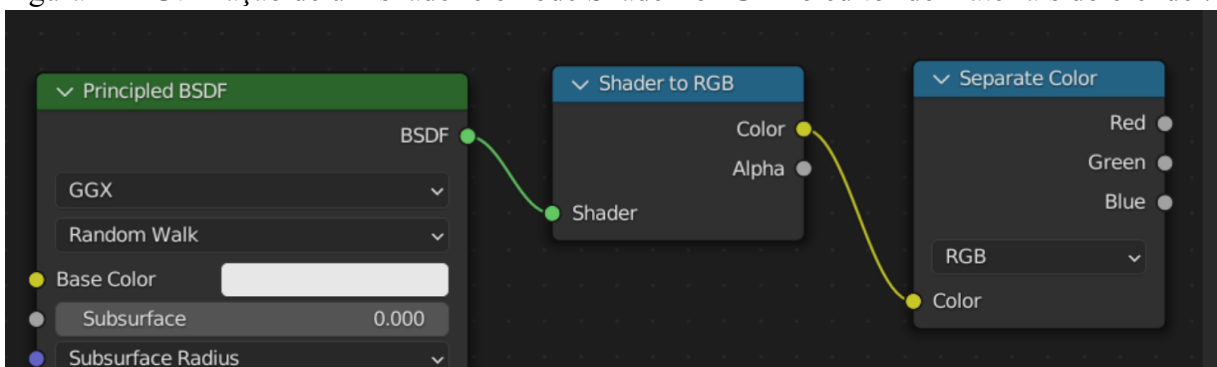 Principled BSDF
BSDF
GGX
Random Walk
Base Color
Subsurface 0.000
Subsurface Radius
Shader to RGB
Color
Alpha
Shader
Separate Color
Red
Green
Blue
RGB
Color